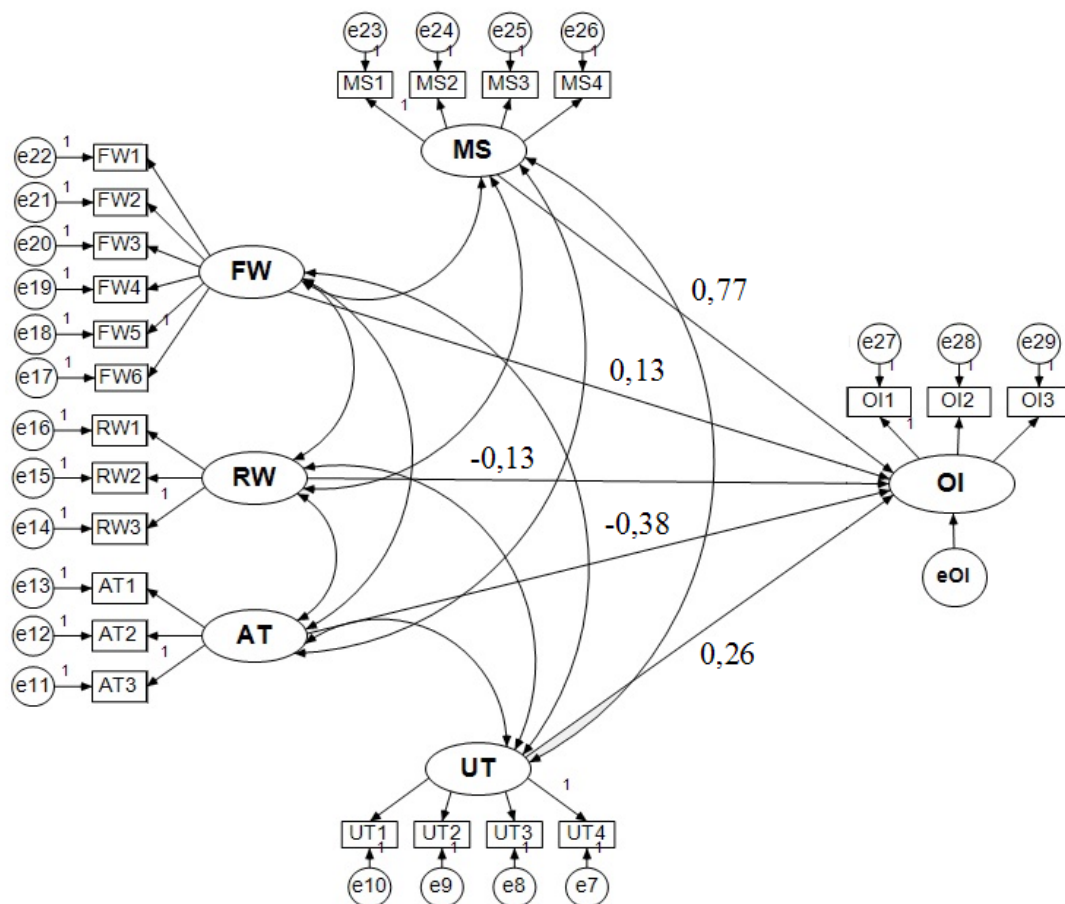 e23 e24 e25 e26
1 1 1 1
MS1 MS2 MS3 MS4
1
MS
e22 1 FW1
e21 1 FW2
e20 1 FW3
e19 1 FW4
e18 1 FW5
1
e17 1 FW6
FW
0,77
0,13
e27 e28 e29
1 1 1
OI1 OI2 OI3
1
OI
eOI
e16 1 RW1
e15 1 RW2
1
e14 1 RW3
RW
-0,13
-0,38
e13 1 AT1
e12 1 AT2
1
e11 1 AT3
AT
0,26
UT
1
UT1 UT2 UT3 UT4
1 1 1 1
e10 e9 e8 e7